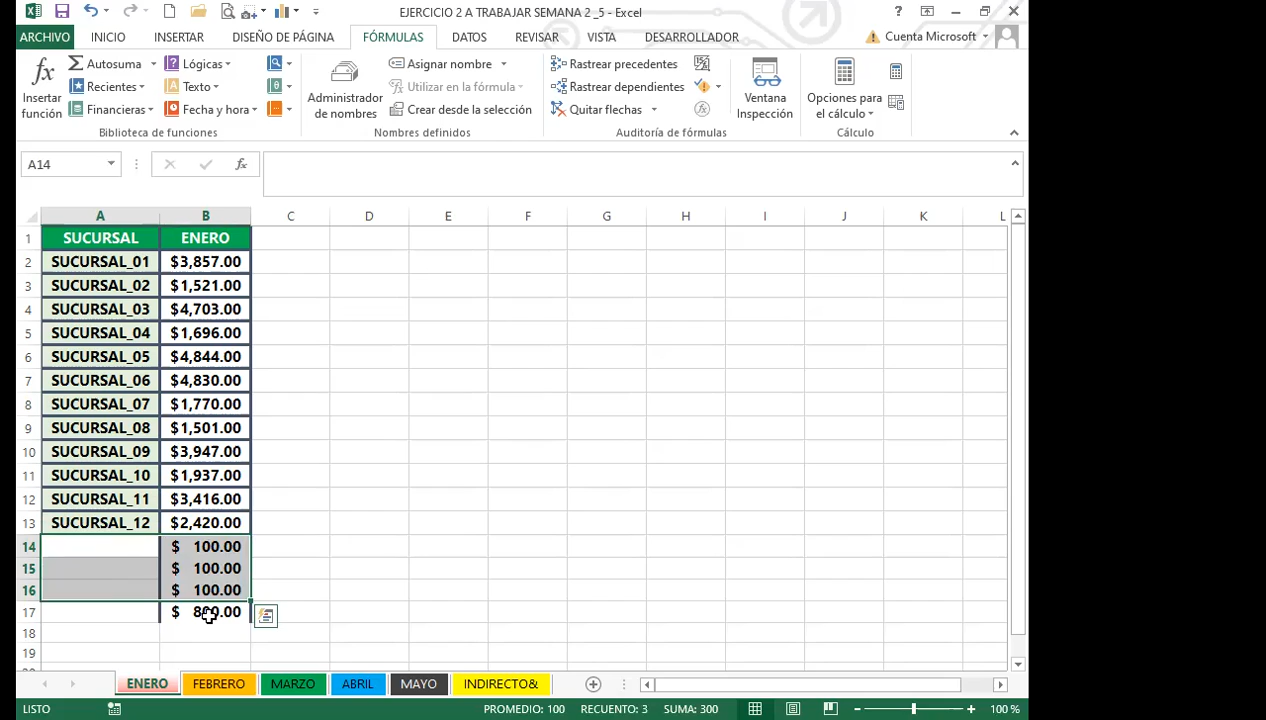 EJERCICIO 2 A TRABAJAR SEMANA 2 _5 - Excel
ARCHIVO INICIO INSERTAR DISEÑO DE PÁGINA FÓRMULAS DATOS REVISAR VISTA DESARROLLADOR Cuenta Microsoft
Insertar función
Autosuma
Recientes
Financieras
Lógicas
Texto
Fecha y hora
Biblioteca de funciones
Administrador de nombres
Asignar nombre
Utilizar en la fórmula
Crear desde la selección
Nombres definidos
Rastrear precedentes
Rastrear dependientes
Quitar flechas
Auditoría de fórmulas
Ventana Inspección
Opciones para el cálculo
Cálculo
A14
fx
A B C D E F G H I J K L
1 SUCURSAL ENERO
2 SUCURSAL_01 $3,857.00
3 SUCURSAL_02 $1,521.00
4 SUCURSAL_03 $4,703.00
5 SUCURSAL_04 $1,696.00
6 SUCURSAL_05 $4,844.00
7 SUCURSAL_06 $4,830.00
8 SUCURSAL_07 $1,770.00
9 SUCURSAL_08 $1,501.00
10 SUCURSAL_09 $3,947.00
11 SUCURSAL_10 $1,937.00
12 SUCURSAL_11 $3,416.00
13 SUCURSAL_12 $2,420.00
14 $ 100.00
15 $ 100.00
16 $ 100.00
17 $
18
19
ENERO FEBRERO MARZO ABRIL MAYO INDIRECTO&
LISTO PROMEDIO: 100 RECUENTO: 3 SUMA: 300 100 %